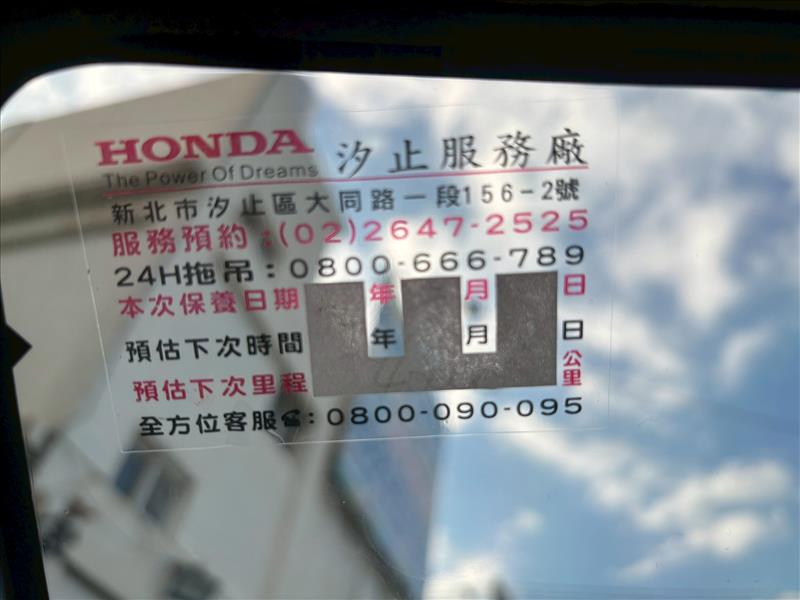 HONDA 汐止服務廠
The Power Of Dreams
新北市汐止區大同路一段156-2號
服務預約:(02)2647-2525
24H拖吊:0800-666-789
本次保養日期 年 月 日
預估下次時間 年 月 日
預估下次里程 公里
全方位客服☎:0800-090-095